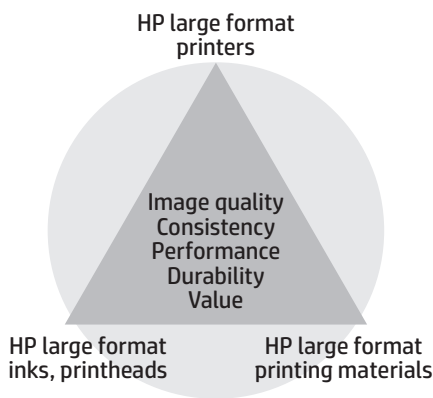 HP large format
printers
Image quality
Consistency
Performance
Durability
Value
HP large format
inks, printheads
HP large format
printing materials